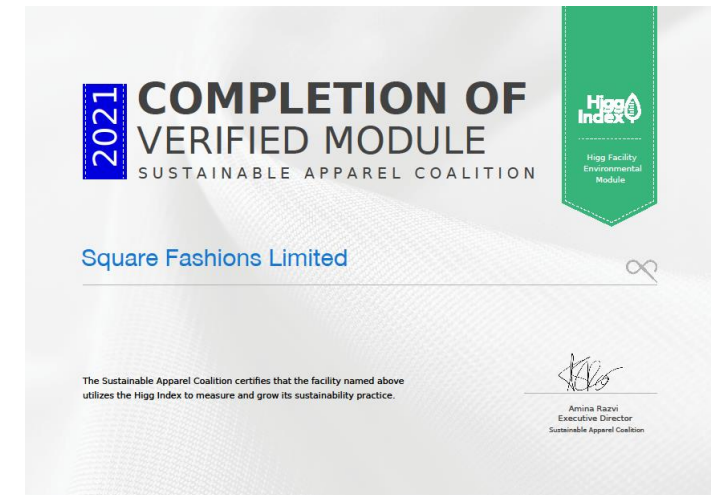 2021
COMPLETION OF
VERIFIED MODULE
SUSTAINABLE APPAREL COALITION
Higg
Index
Higg Facility
Environmental
Module
Square Fashions Limited
The Sustainable Apparel Coalition certifies that the facility named above
utilizes the Higg Index to measure and grow its sustainability practice.
Amina Razvi
Executive Director
Sustainable Apparel Coalition